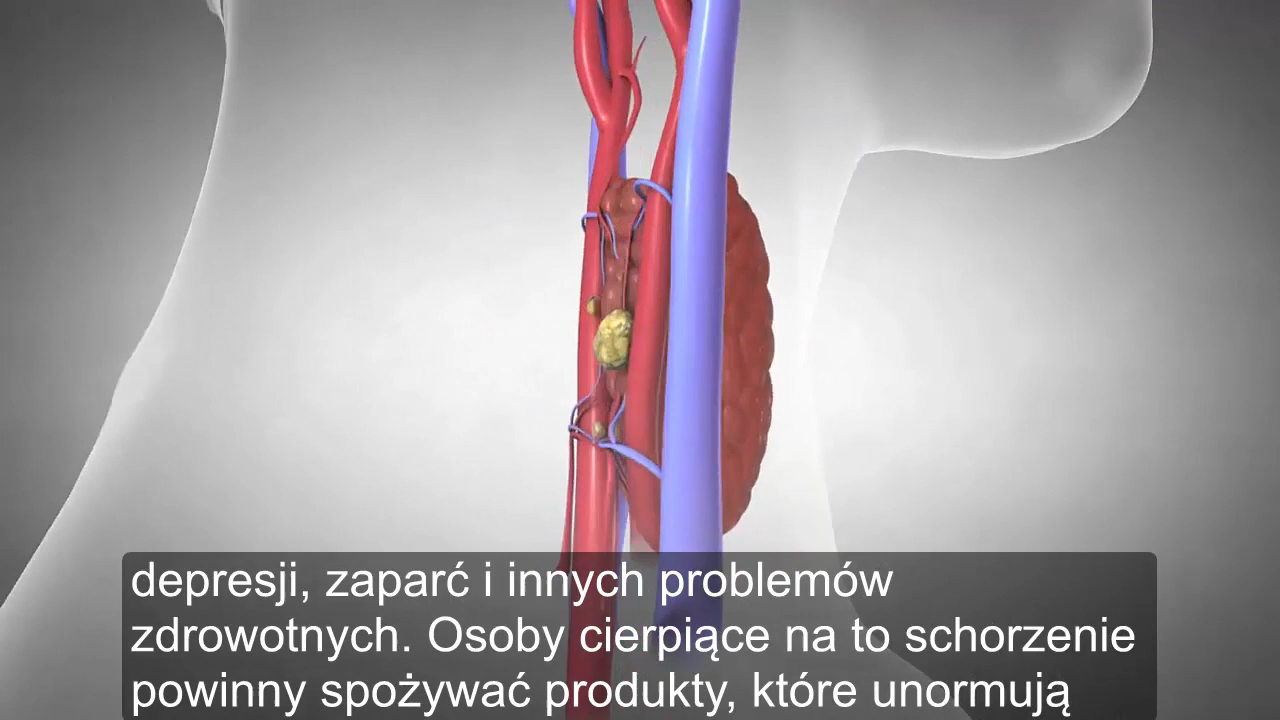 depresji, zaparć i innych problemów
zdrowotnych. Osoby cierpiące na to schorzenie
powinny spożywać produkty, które unormują